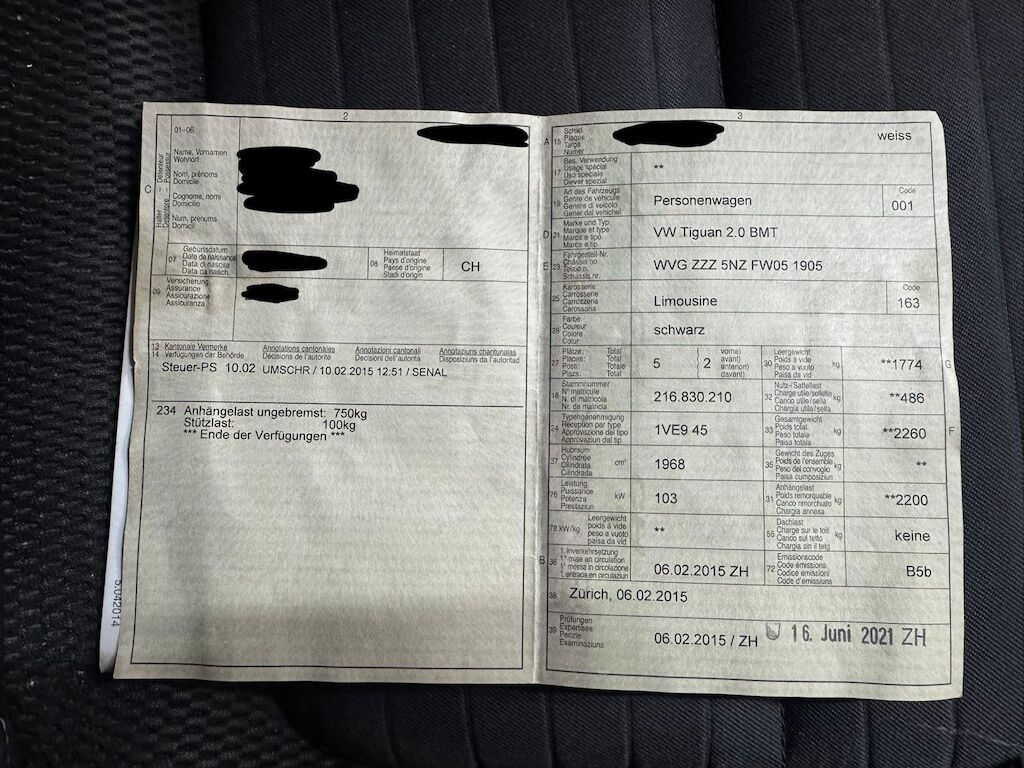 2
01-06
C
Halter – Détenteur
Detentore – Possessur
Name, Vornamen
Wohnort
Nom, prénoms
Domicile
Cognome, nomi
Domicilio
Num, prenums
Domicil
07
Geburtsdatum
Date de naissance
Data di nascita
Data da nasch.
08
Heimatstaat
Pays d'origine
Paese d'origine
Stadi d'origin
CH
09
Versicherung
Assurance
Assicurazione
Assicuranza
13 Kantonale Vermerke
14 Verfügungen der Behörde
Annotations cantonales
Décisions de l'autorité
Annotazioni cantonali
Decisioni dell'autorità
Annotaziuns chantunalas
Disposiziuns da l'autoritad
Steuer-PS 10.02 UMSCHR / 10.02.2015 12:51 / SENAL
234 Anhängelast ungebremst: 750kg
Stützlast: 100kg
*** Ende der Verfügungen ***
5/042014
3
A 15
Schild
Plaque
Targa
Numer
weiss
17
Bes. Verwendung
Usage spécial
Uso speciale
Diever spezial
**
19
Art des Fahrzeugs
Genre de véhicule
Genere di veicolo
Gener dal vehichel
Personenwagen
Code
001
D 21
Marke und Typ
Marque et type
Marca e tipo
Marca e tip
VW Tiguan 2.0 BMT
E 23
Fahrgestell-Nr.
Châssis no
Telaio n.
Schassis nr.
WVG ZZZ 5NZ FW05 1905
25
Karosserie
Carrosserie
Carrozzeria
Carossaria
Limousine
Code
163
26
Farbe
Couleur
Colore
Colur
schwarz
27
Plätze: Total
Places: Total
Posti: Totale
Plazs: Total
5
2
vorne)
avant)
anteriori)
davant)
30
Leergewicht
Poids à vide
Peso a vuoto
Paisa da vid
kg
**1774
G
18
Stammnummer
N° matricule
N. di matricola
Nr. da matricla
216.830.210
32
Nutz-/Sattellast
Charge utile/sellette
Carico utile/sella
Chargia utila/sella
kg
**486
24
Typengenehmigung
Réception par type
Approvazione del tipo
Approvaziun dal tip
1VE9 45
33
Gesamtgewicht
Poids total
Peso totale
Paisa totala
kg
**2260
F
37
Hubraum
Cylindrée
Cilindrata
Cilindrada
cm³
1968
35
Gewicht des Zuges
Poids de l'ensemble
Peso del convoglio
Paisa cumposiziun
kg
**
76
Leistung
Puissance
Potenza
Prestaziun
kW
103
31
Anhängelast
Poids remorquable
Carico rimorchiato
Chargia annexa
kg
**2200
78 kW/kg
Leergewicht
poids à vide
peso a vuoto
paisa da vid
**
55
Dachlast
Charge sur le toit
Carico sul tetto
Chargia sin il tetg
kg
keine
B 36
1. Inverkehrsetzung
1re mise en circulation
1a messa in circolazione
1. entrada en circulaziun
06.02.2015 ZH
72
Emissionscode
Code émissions
Codice emissioni
Code d'emissiuns
B5b
38 Zürich, 06.02.2015
39
Prüfungen
Expertises
Perizie
Examinaziuns
06.02.2015 / ZH
16. Juni 2021 ZH